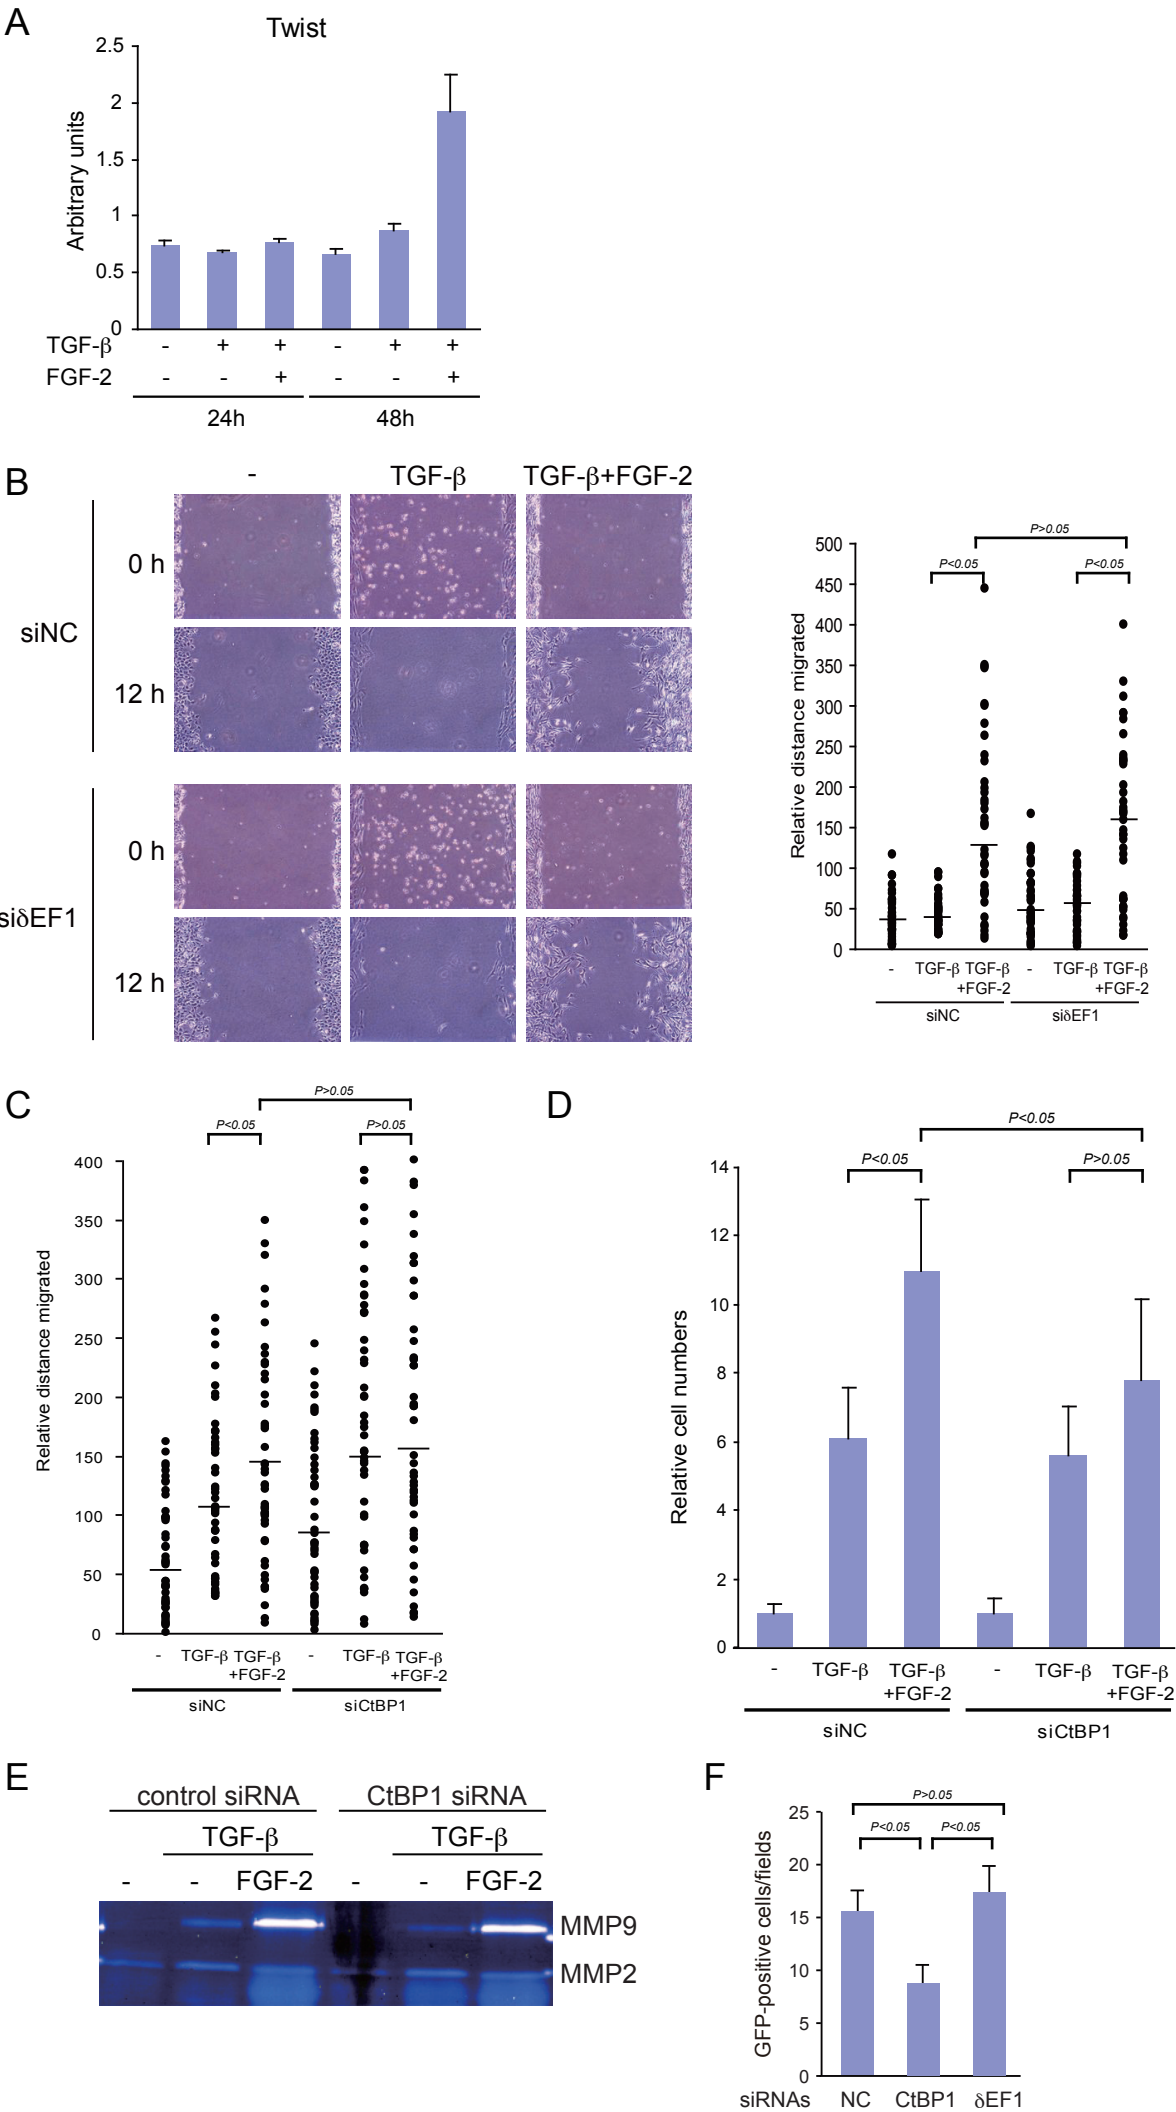 A
Twist
Arbitrary units
2.5
2
1.5
1
0.5
0
TGF-β - + + - + +
FGF-2 - - + - - +
24h 48h
B
- TGF-β TGF-β+FGF-2
siNC
0 h
12 h
siδEF1
0 h
12 h
P>0.05
P<0.05 P<0.05
Relative distance migrated
500
450
400
350
300
250
200
150
100
50
0
- TGF-β TGF-β - TGF-β TGF-β
+FGF-2 +FGF-2
siNC siδEF1
C
P>0.05
P<0.05 P>0.05
Relative distance migrated
400
350
300
250
200
150
100
50
0
- TGF-β TGF-β - TGF-β TGF-β
+FGF-2 +FGF-2
siNC siCtBP1
D
P<0.05
P<0.05 P>0.05
Relative cell numbers
14
12
10
8
6
4
2
0
- TGF-β TGF-β - TGF-β TGF-β
+FGF-2 +FGF-2
siNC siCtBP1
E
control siRNA CtBP1 siRNA
TGF-β TGF-β
- - FGF-2 - - FGF-2
MMP9
MMP2
F
P>0.05
P<0.05 P<0.05
GFP-positive cells/fields
25
20
15
10
5
0
siRNAs NC CtBP1 δEF1